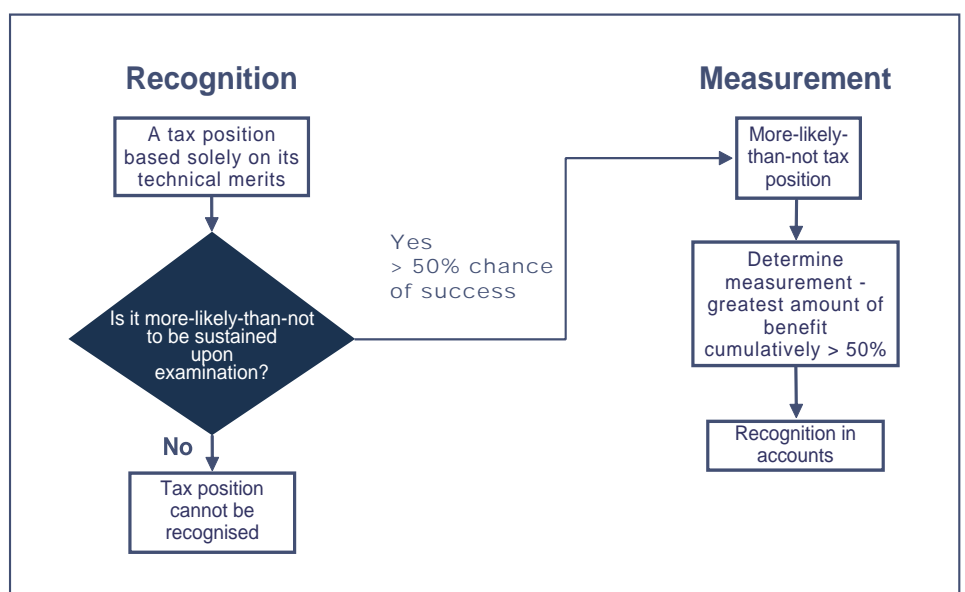 Recognition
A tax position
based solely on its
technical merits
Is it more-likely-than-not
to be sustained
upon
examination?
No
Tax position
cannot be
recognised
Yes
> 50% chance
of success
Measurement
More-likely-
than-not tax
position
Determine
measurement -
greatest amount of
benefit
cumulatively > 50%
Recognition in
accounts